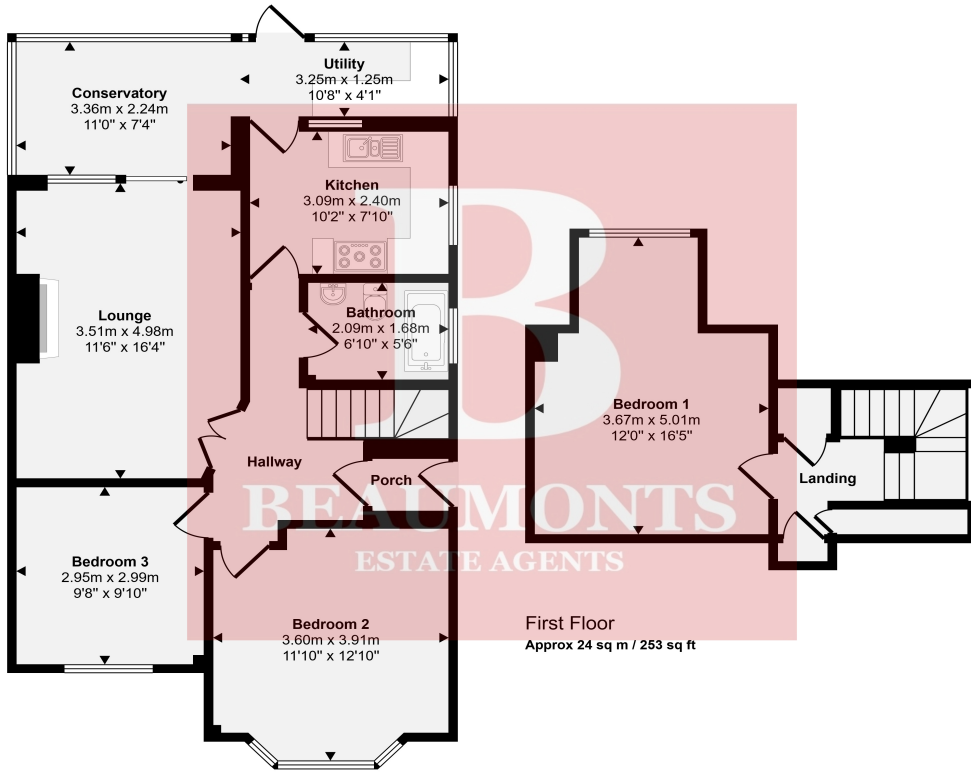 Utility
3.25m x 1.25m
10'8" x 4'1"
Conservatory
3.36m x 2.24m
11'0" x 7'4"
Kitchen
3.09m x 2.40m
10'2" x 7'10"
Lounge
3.51m x 4.98m
11'6" x 16'4"
Bathroom
2.09m x 1.68m
6'10" x 5'6"
Hallway
Porch
Bedroom 3
2.95m x 2.99m
9'8" x 9'10"
Bedroom 2
3.60m x 3.91m
11'10" x 12'10"
Bedroom 1
3.67m x 5.01m
12'0" x 16'5"
Landing
First Floor
Approx 24 sq m / 253 sq ft
B
BEAUMONTS
ESTATE AGENTS